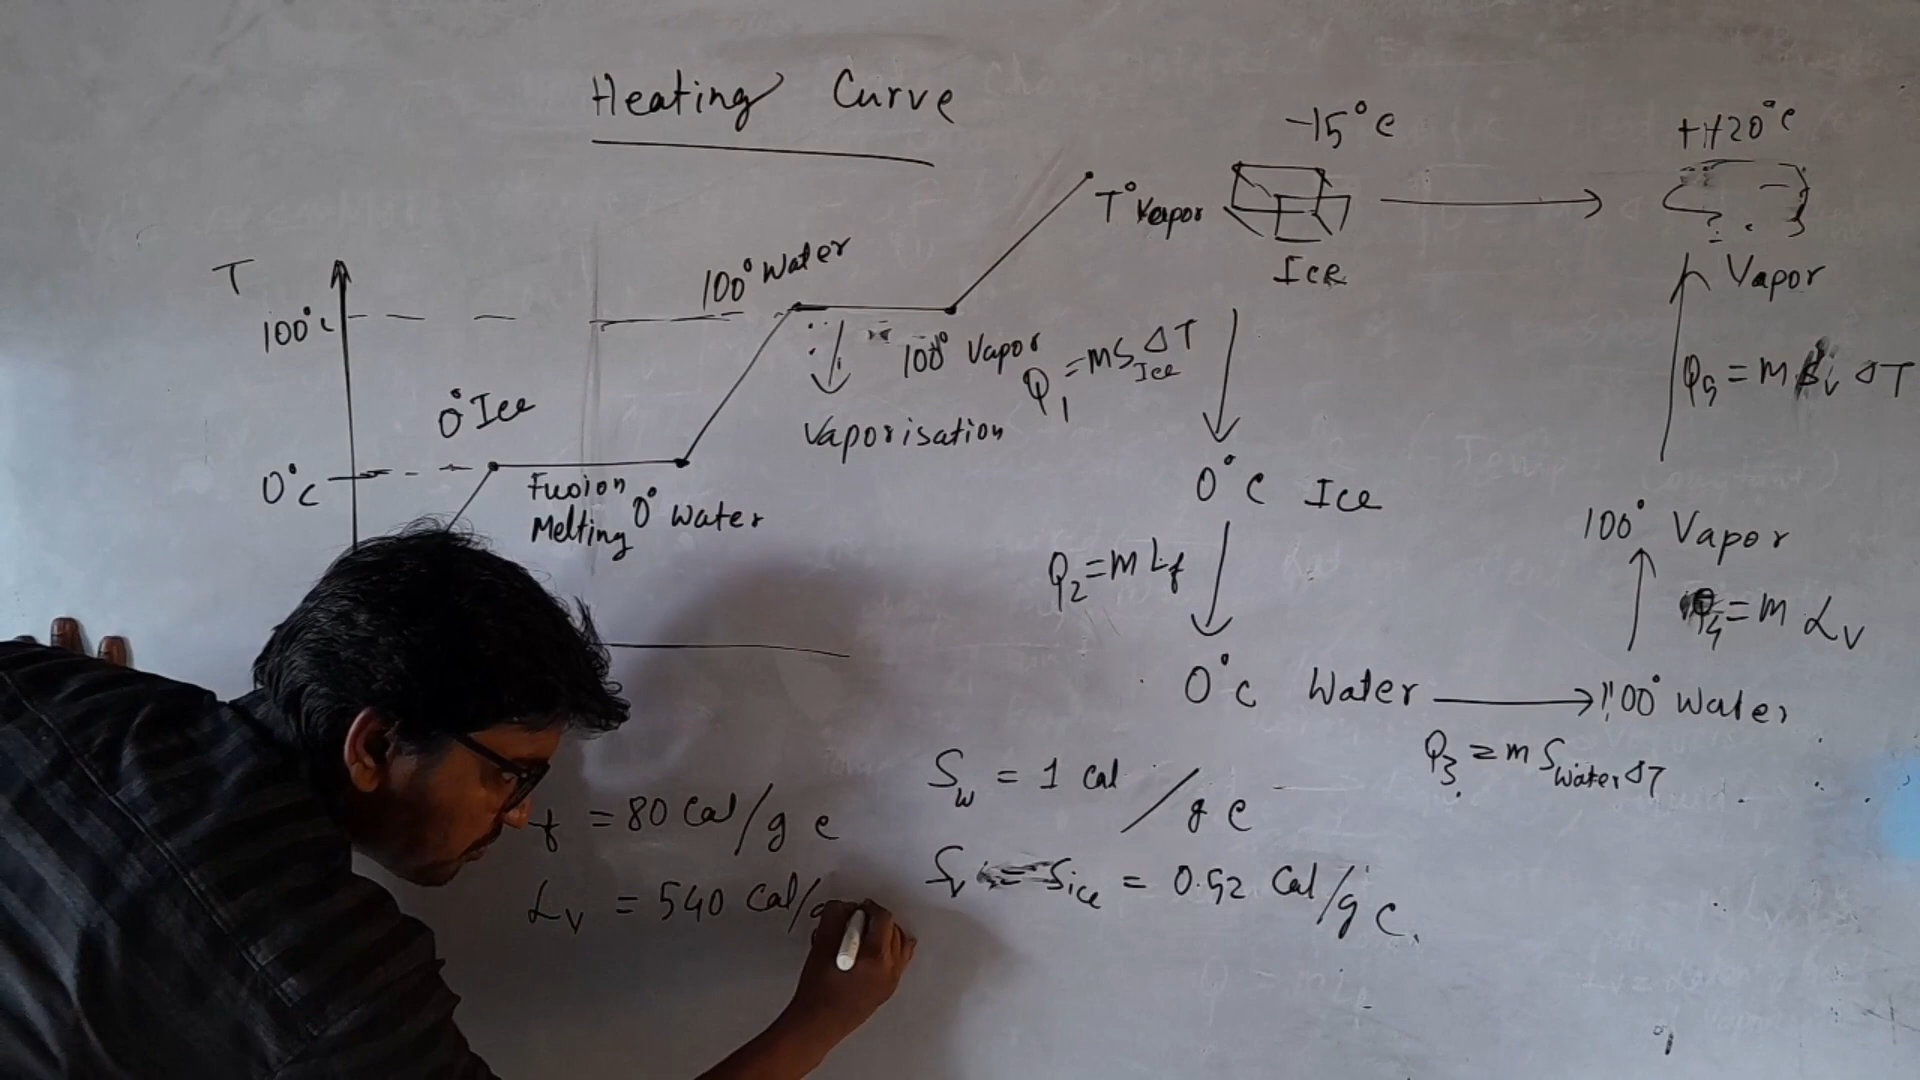 Heating Curve
T
100°C
0°C
0° Ice
Fusion
Melting
0° Water
100° Water
100° Vapor
Vaporisation
T° Vapor
-15°C
Ice
+120°C
Vapor
Q1 = mS Ice ΔT
0°C Ice
Q2 = m Lf
0°C Water
100° Water
Q3 = m S water ΔT
100° Vapor
Q4 = m Lv
ΔT
f = 80 Cal/g c
Lv = 540 Cal/
Sw = 1 Cal/g c
Sv = Sice = 0.52 Cal/g c.